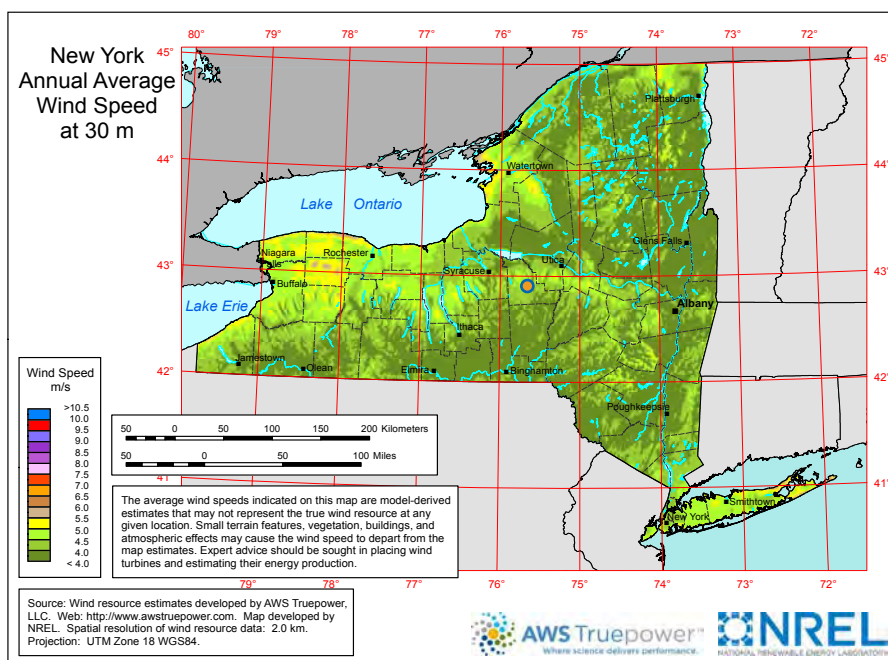 New York
Annual Average
Wind Speed
at 30 m
80° 79° 78° 77° 76° 75° 74° 73° 72°
45° 45°
44° 44°
43° 43°
42° 42°
41° 41°
79° 78° 77° 76° 75° 74° 73° 72°
Plattsburgh
Watertown
Lake Ontario
Glens Falls
Niagara
Rochester
Utica
Syracuse
Buffalo
Lake Erie
Albany
Ithaca
Jamestown
Olean
Elmira
Binghamton
Poughkeepsie
Smithtown
New York
Wind Speed
m/s
>10.5
10.0
9.5
9.0
8.5
8.0
7.5
7.0
6.5
6.0
5.5
5.0
4.5
4.0
< 4.0
50 0 50 100 150 200 Kilometers
50 0 50 100 Miles
The average wind speeds indicated on this map are model-derived
estimates that may not represent the true wind resource at any
given location. Small terrain features, vegetation, buildings, and
atmospheric effects may cause the wind speed to depart from the
map estimates. Expert advice should be sought in placing wind
turbines and estimating their energy production.
Source: Wind resource estimates developed by AWS Truepower,
LLC. Web: http://www.awstruepower.com. Map developed by
NREL. Spatial resolution of wind resource data: 2.0 km.
Projection: UTM Zone 18 WGS84.
AWS Truepower™
Where science delivers performance.
NREL
NATIONAL RENEWABLE ENERGY LABORATORY